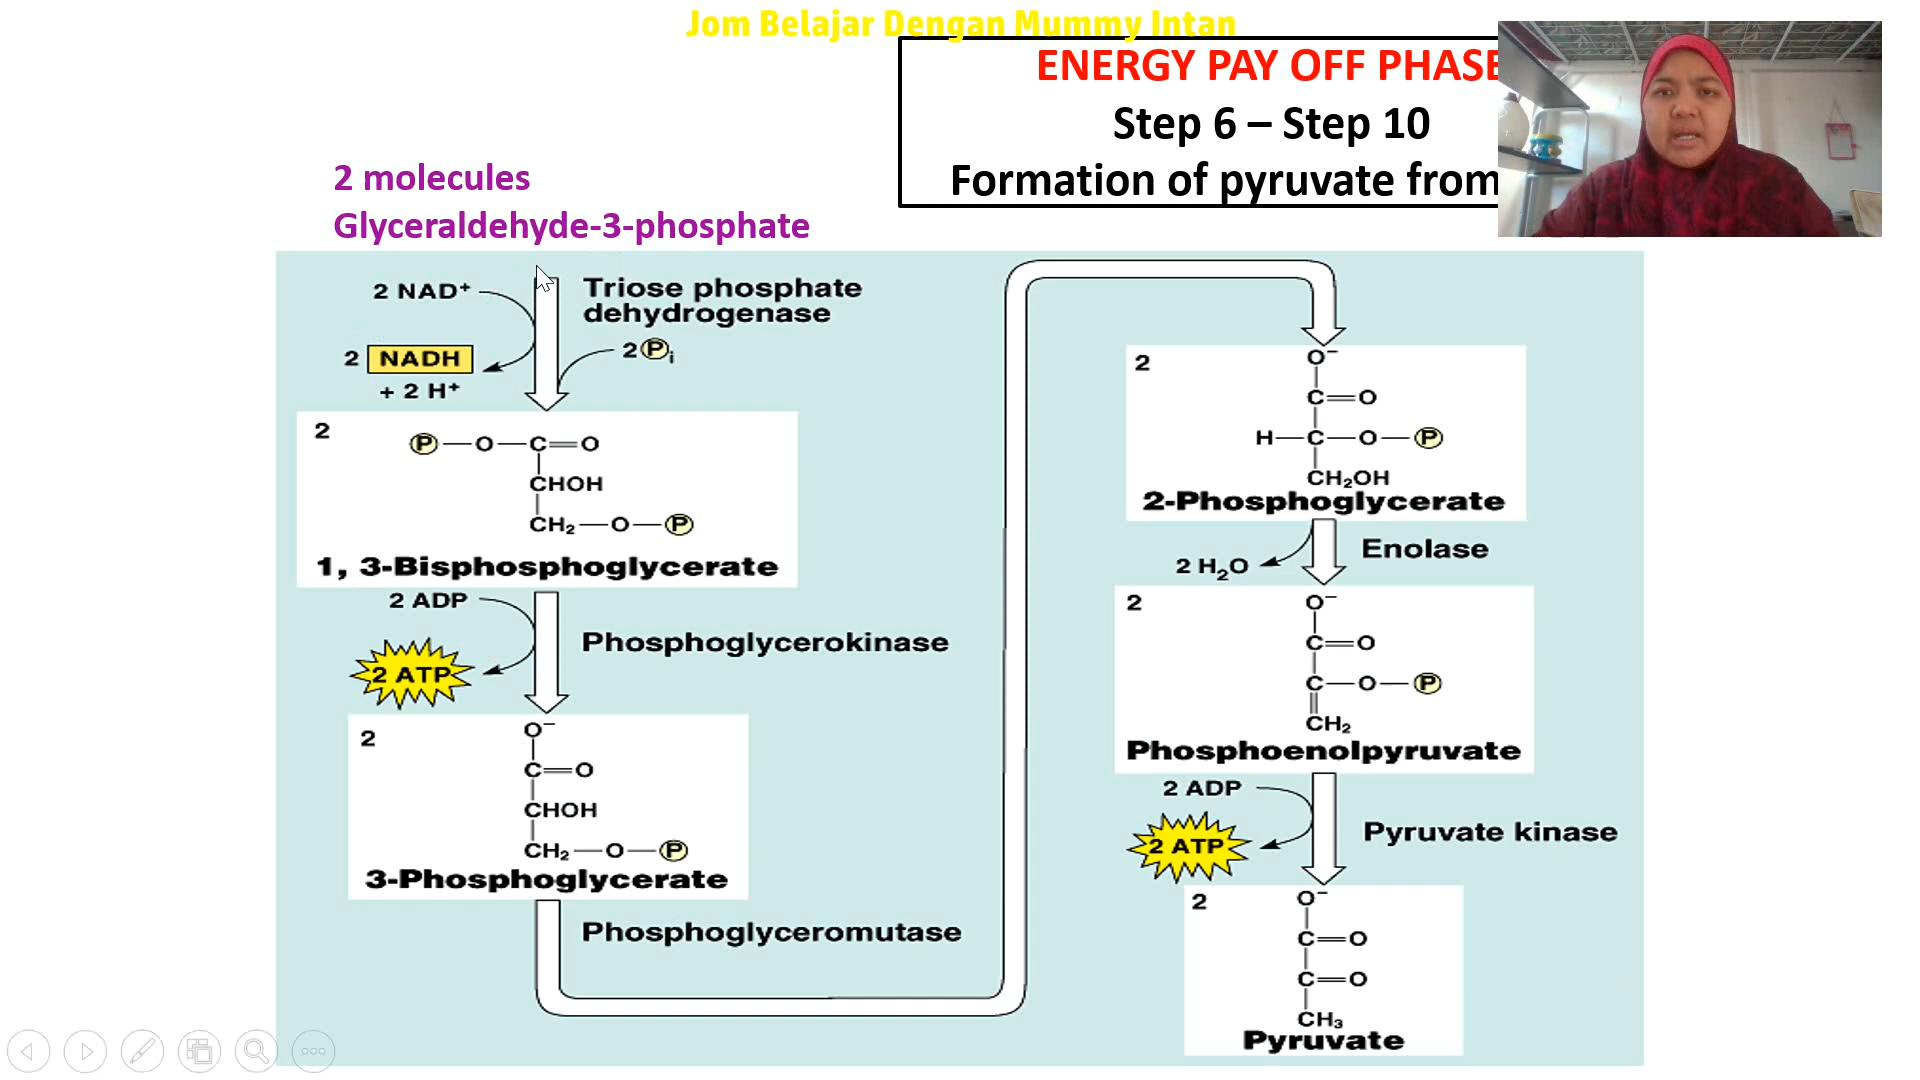 Jom Belajar Dengan Mummy Intan
ENERGY PAY OFF PHASE
Step 6 – Step 10
Formation of pyruvate from
2 molecules
Glyceraldehyde-3-phosphate
2 NAD⁺
Triose phosphate
dehydrogenase
2 NADH
+ 2 H⁺
2 Pᵢ
2
P—O—C=O
CHOH
CH₂—O—P
1, 3-Bisphosphoglycerate
2 ADP
Phosphoglycerokinase
2 ATP
2
O⁻
C=O
CHOH
CH₂—O—P
3-Phosphoglycerate
Phosphoglyceromutase
2
O⁻
C=O
H—C—O—P
CH₂OH
2-Phosphoglycerate
Enolase
2 H₂O
2
O⁻
C=O
C—O—P
CH₂
Phosphoenolpyruvate
2 ADP
Pyruvate kinase
2 ATP
2
O⁻
C=O
C=O
CH₃
Pyruvate